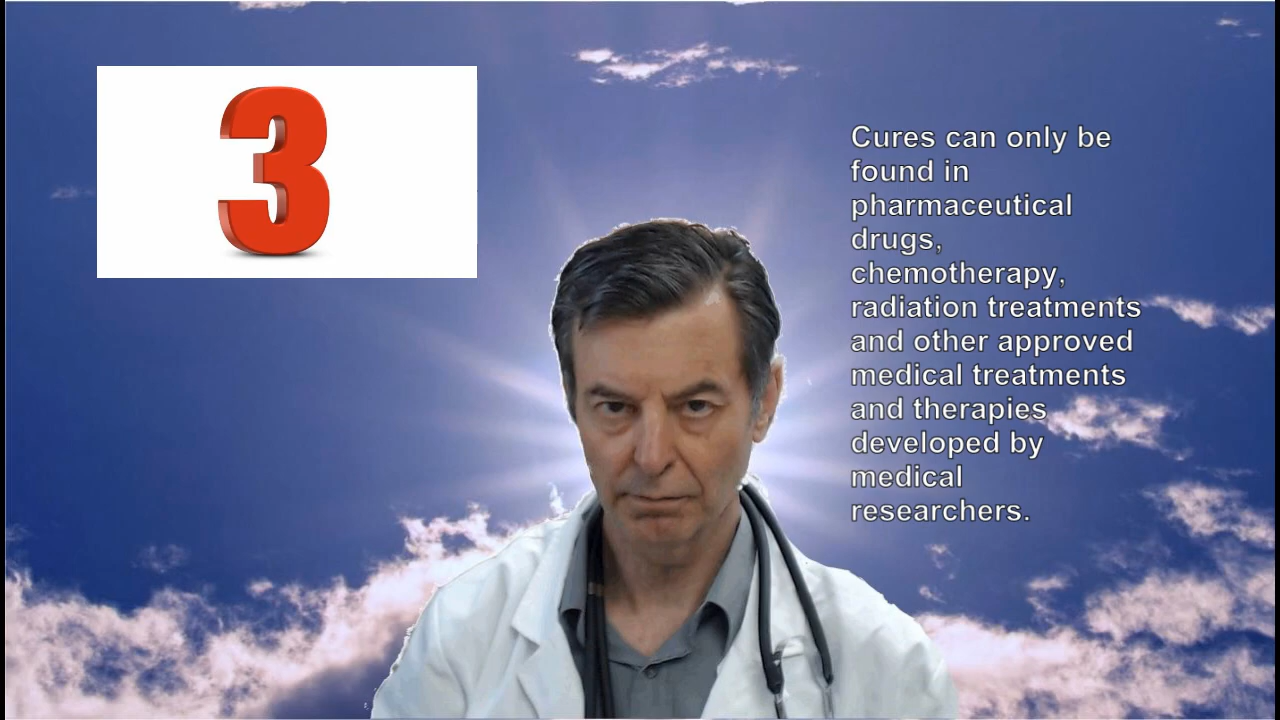 3
Cures can only be
found in
pharmaceutical
drugs,
chemotherapy,
radiation treatments
and other approved
medical treatments
and therapies
developed by
medical
researchers.